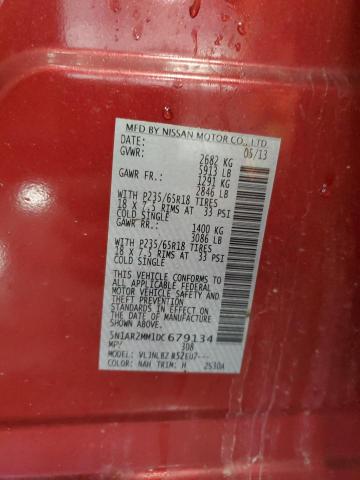 MFD BY NISSAN MOTOR CO., LTD.
DATE: 05/13
GVWR: 2682 KG
5913 LB
GAWR FR.: 1291 KG
2846 LB
WITH P235/65R18 TIRES
18 X 7.5 RIMS AT 33 PSI
COLD SINGLE
GAWR RR.: 1400 KG
3086 LB
WITH P235/65R18 TIRES
18 X 7.5 RIMS AT 33 PSI
COLD SINGLE
THIS VEHICLE CONFORMS TO
ALL APPLICABLE FEDERAL
MOTOR VEHICLE SAFETY AND
THEFT PREVENTION
STANDARDS IN EFFECT ON
THE DATE OF MANUFACTURE
SHOWN ABOVE.
5N1AR2MM1DC679134
MPV 308
MODEL:
COLOR: NAH TRIM: H 2530A